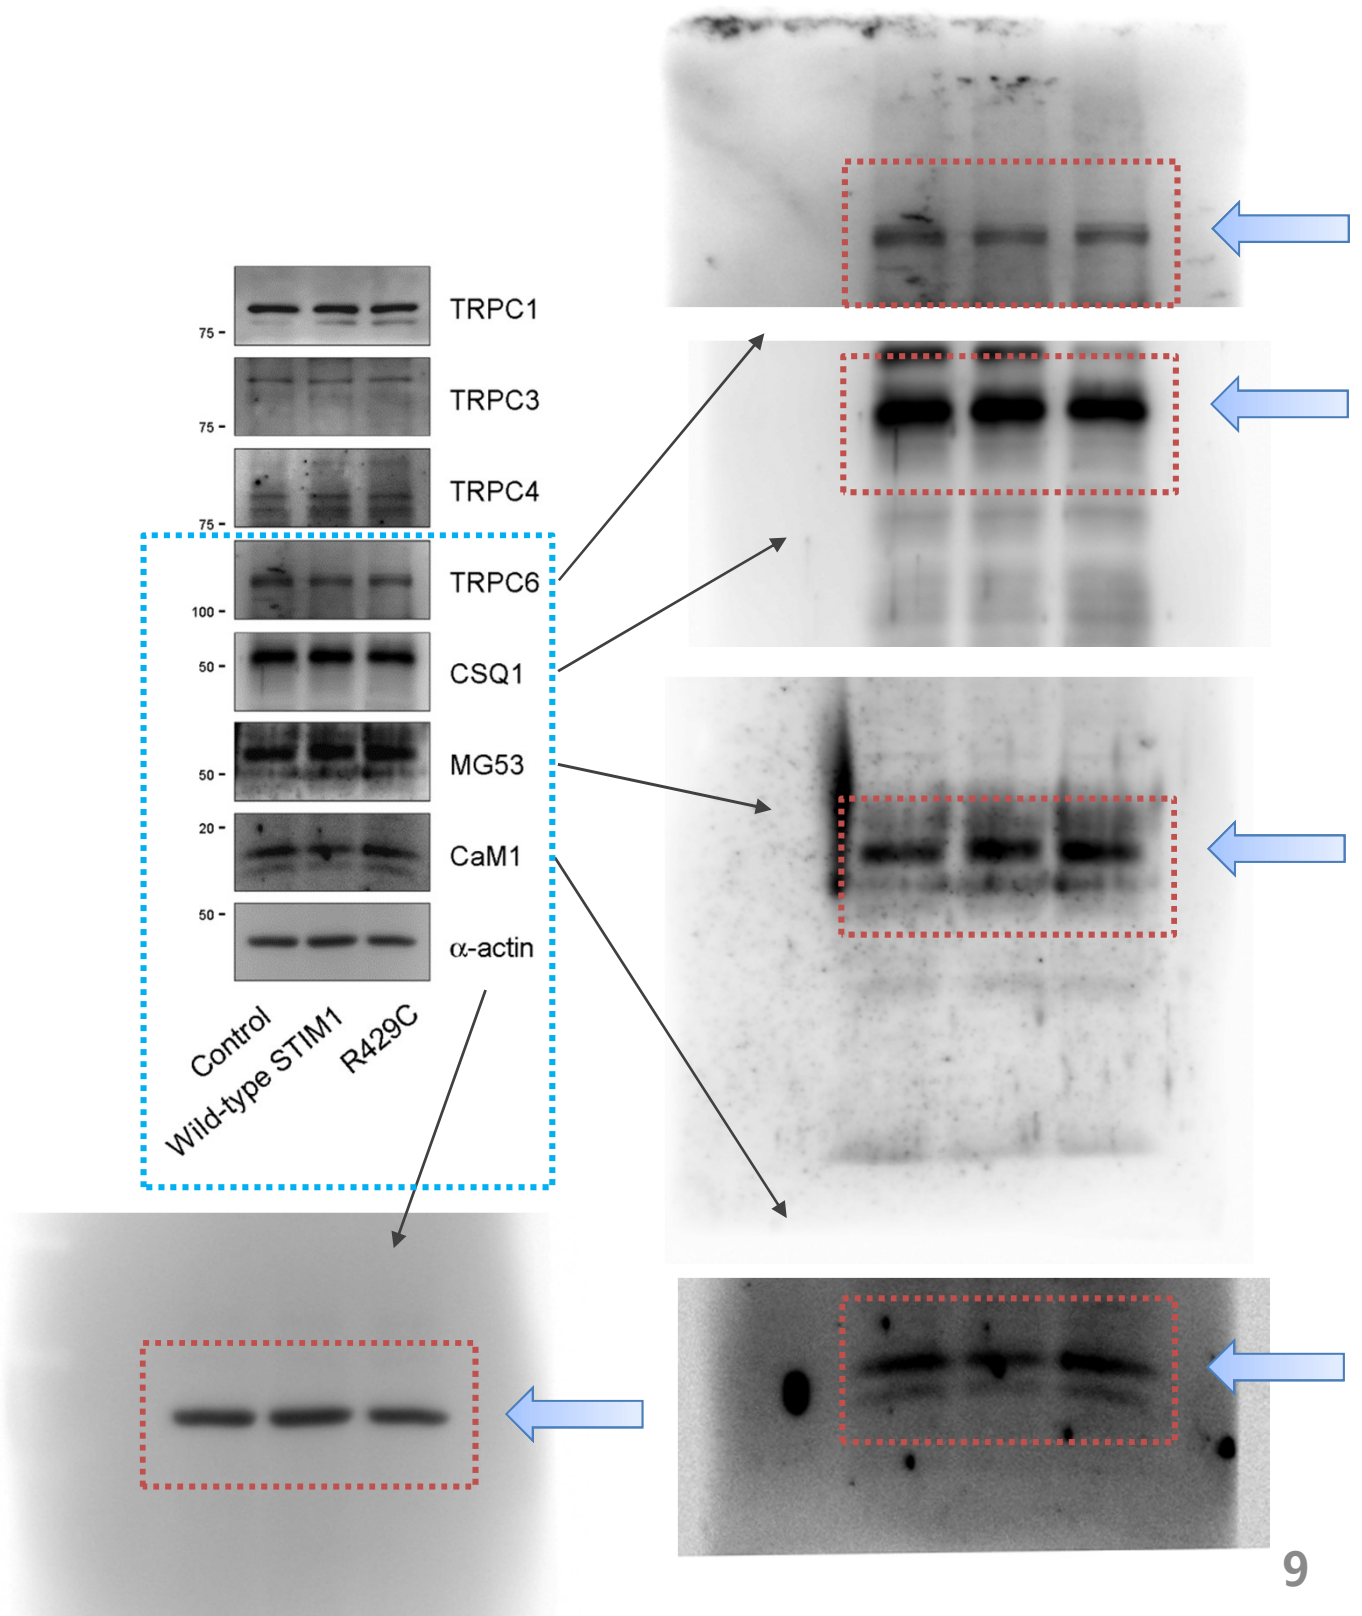 TRPC1
75 -
TRPC3
75 -
TRPC4
75 -
TRPC6
100 -
50 -
CSQ1
MG53
50 -
20 -
CaM1
50 -
α-actin
Control
Wild-type STIM1
R429C
9